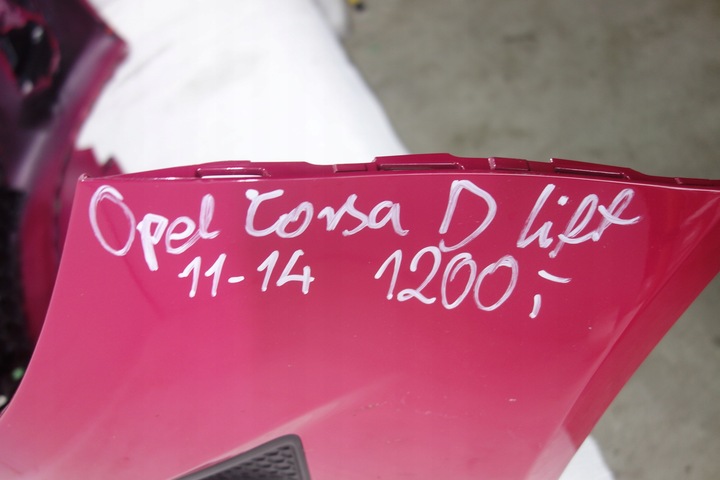 Opel Corsa D lift
11-14 1200,-